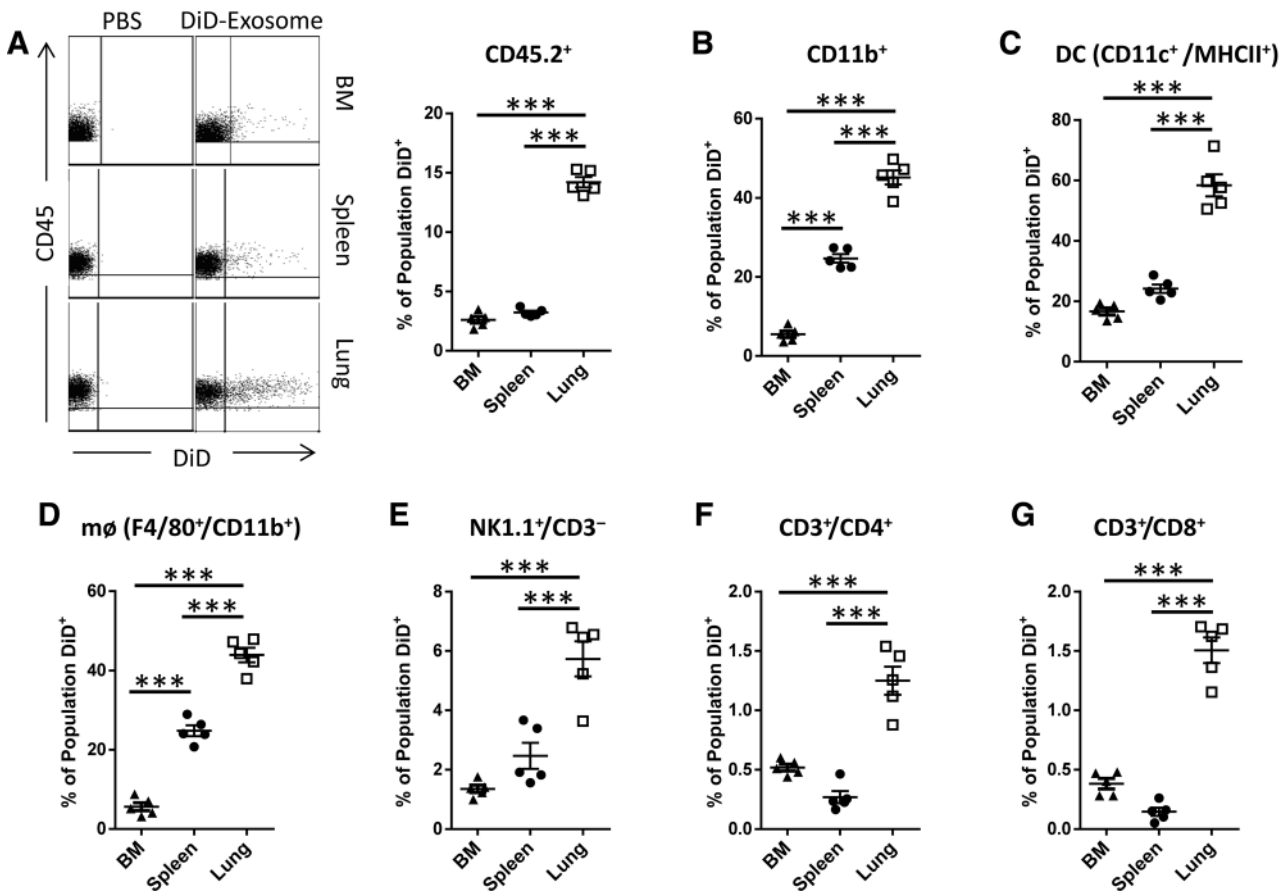 A
PBS
DiD-Exosome
CD45
BM
Spleen
Lung
DiD
CD45.2⁺
% of Population DiD⁺
20
15
10
5
0
BM
Spleen
Lung
***
***
B
CD11b⁺
% of Population DiD⁺
60
40
20
0
BM
Spleen
Lung
***
***
***
C
DC (CD11c⁺ /MHCII⁺)
% of Population DiD⁺
80
60
40
20
0
BM
Spleen
Lung
***
***
D
mø (F4/80⁺/CD11b⁺)
% of Population DiD⁺
60
40
20
0
BM
Spleen
Lung
***
***
***
E
NK1.1⁺/CD3⁻
% of Population DiD⁺
8
6
4
2
0
BM
Spleen
Lung
***
***
F
CD3⁺/CD4⁺
% of Population DiD⁺
2.0
1.5
1.0
0.5
0.0
BM
Spleen
Lung
***
***
G
CD3⁺/CD8⁺
% of Population DiD⁺
2.0
1.5
1.0
0.5
0.0
BM
Spleen
Lung
***
***